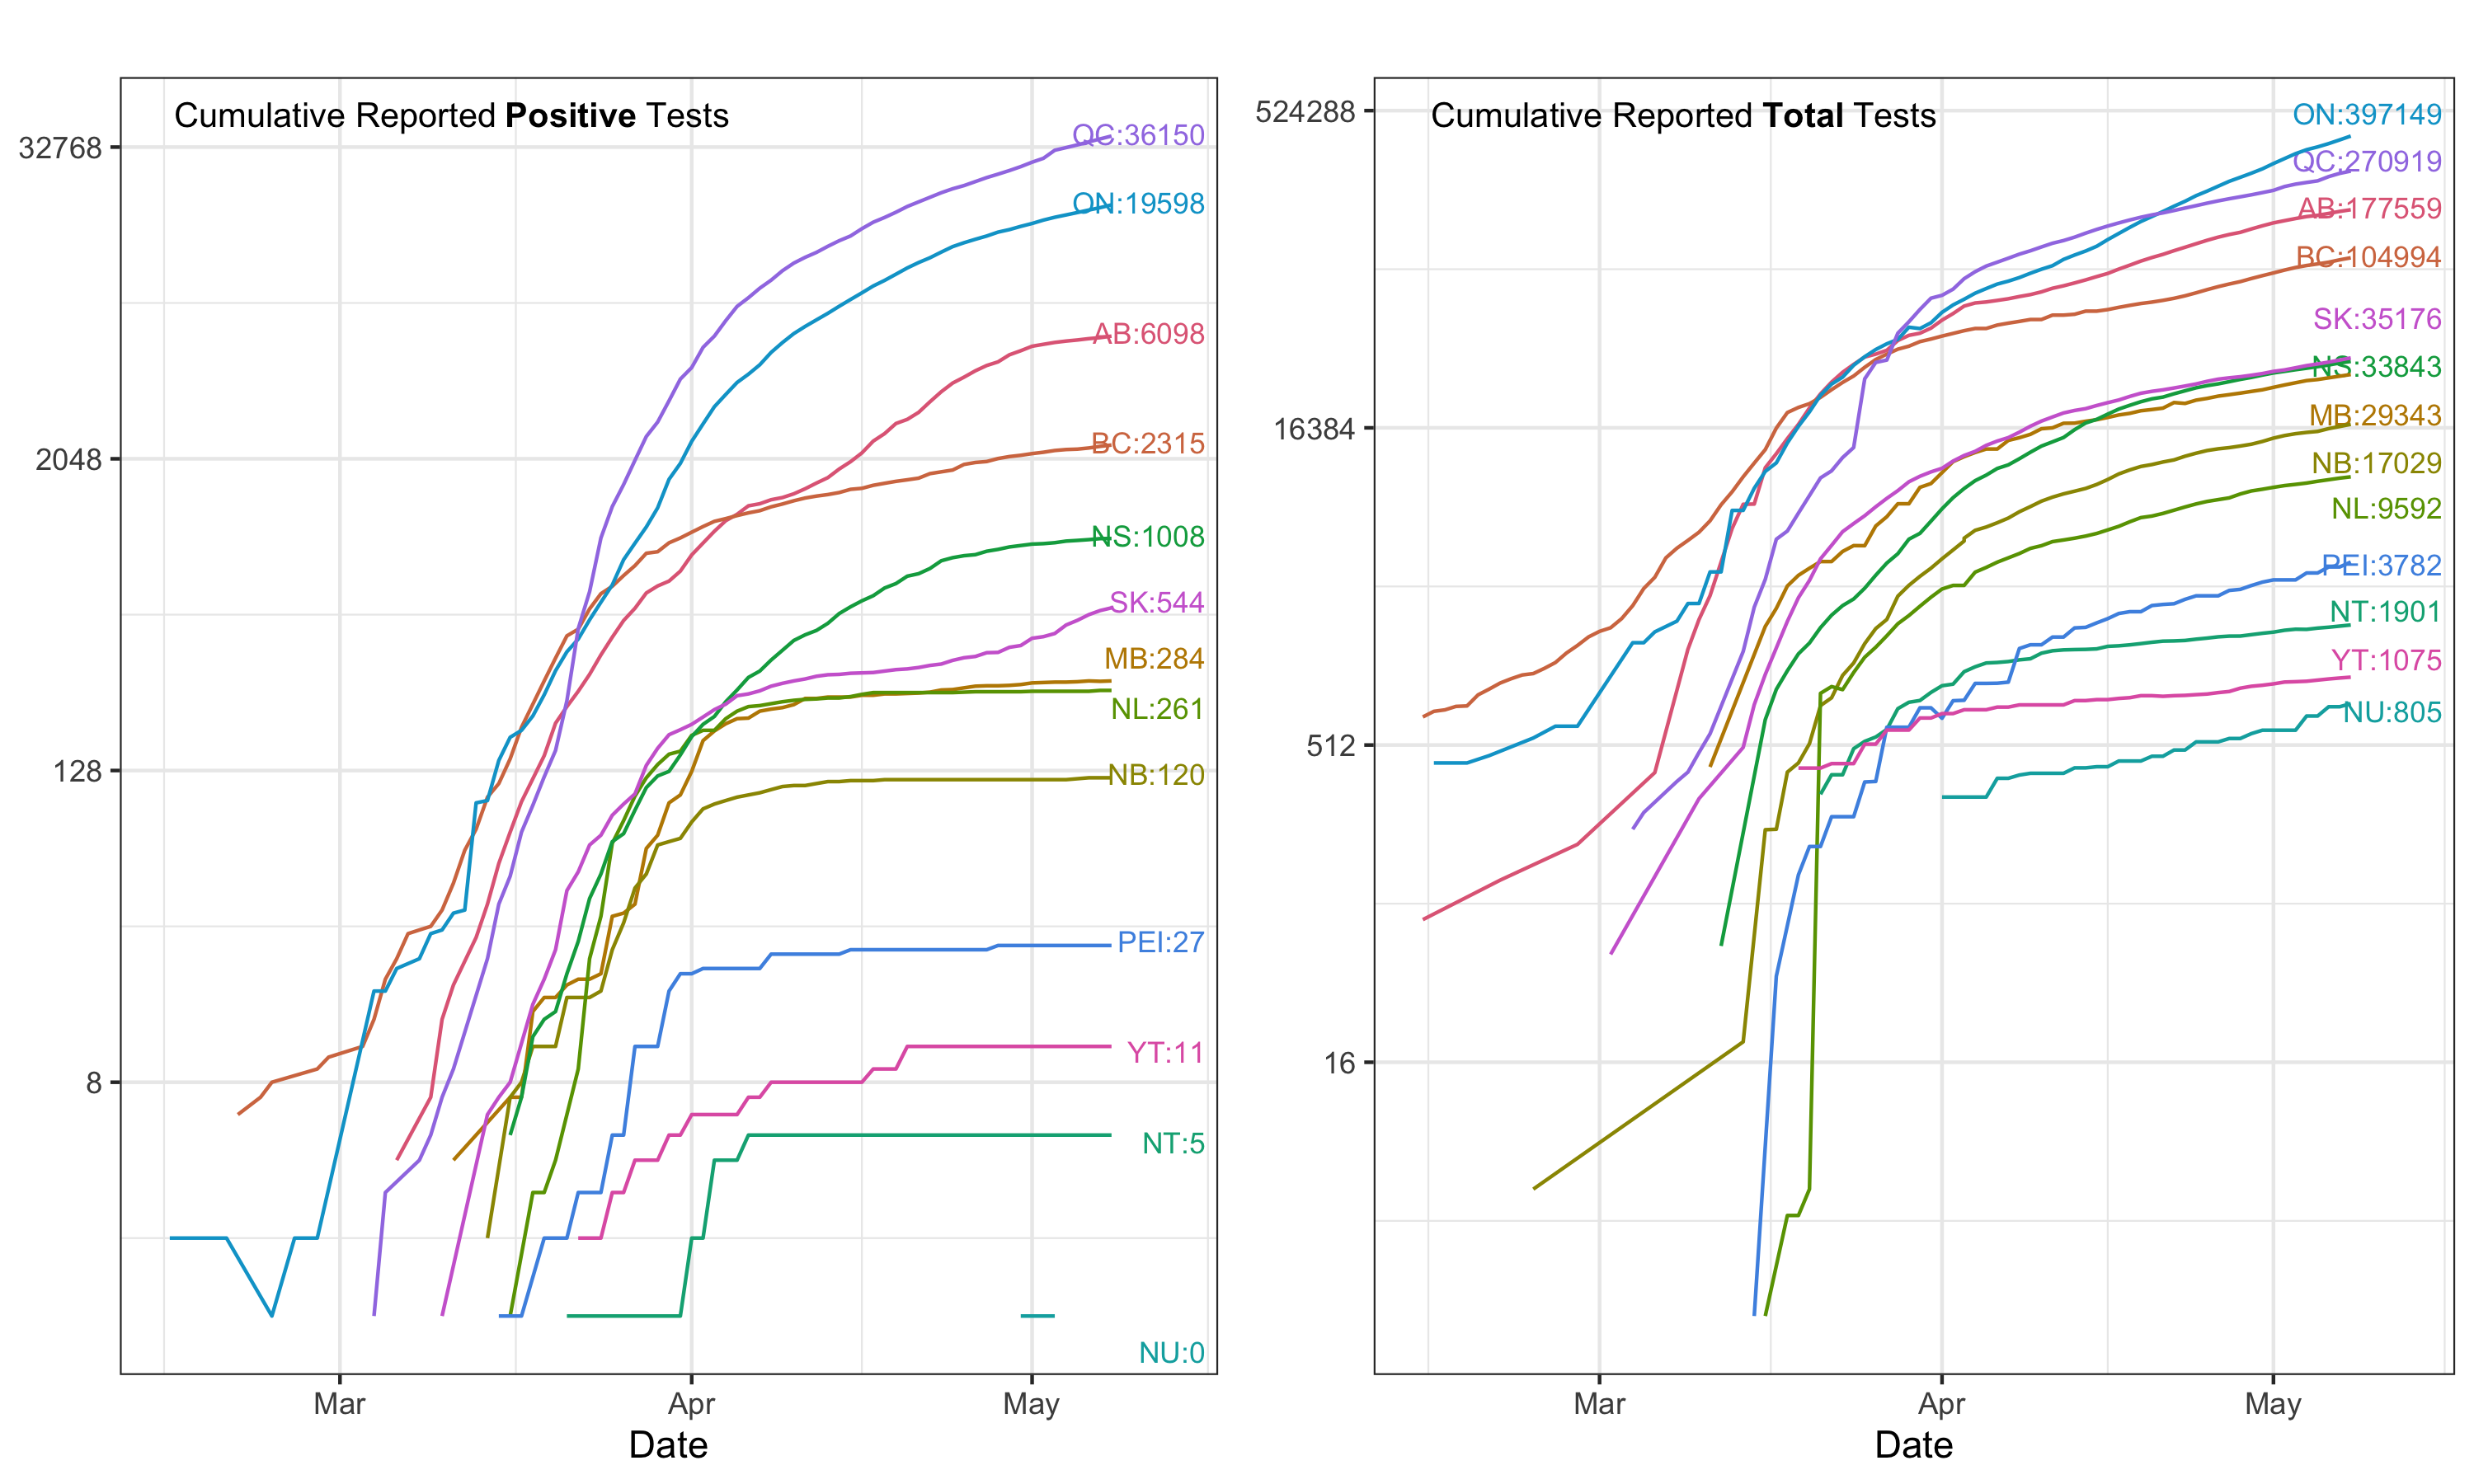 Cumulative Reported Positive Tests
32768
2048
128
8
QC:36150
ON:19598
AB:6098
BC:2315
NS:1008
SK:544
MB:284
NL:261
NB:120
PEI:27
YT:11
NT:5
NU:0
Mar
Apr
May
Date
Cumulative Reported Total Tests
524288
16384
512
16
ON:397149
QC:270919
AB:177559
BC:104994
SK:35176
NS:33843
MB:29343
NB:17029
NL:9592
PEI:3782
NT:1901
YT:1075
NU:805
Mar
Apr
May
Date